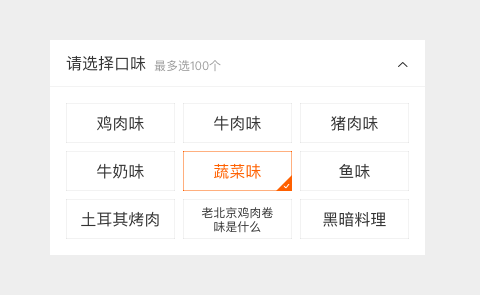 请选择口味 最多选100个
鸡肉味 牛肉味 猪肉味
牛奶味 蔬菜味 鱼味
土耳其烤肉 老北京鸡肉卷 黑暗料理
味是什么